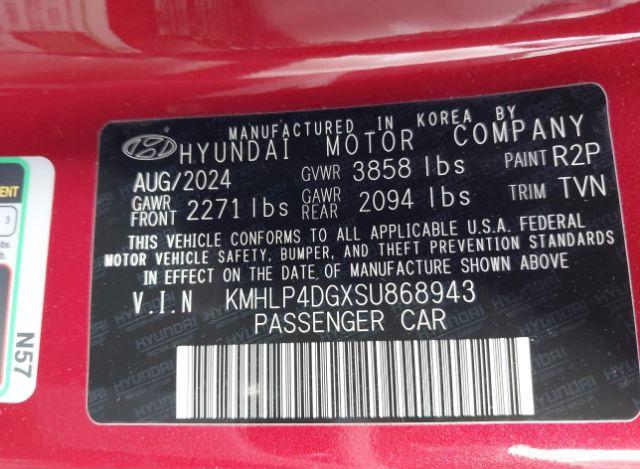 MANUFACTURED IN KOREA BY
HYUNDAI MOTOR COMPANY
AUG/2024 GVWR 3858 lbs PAINT R2P
GAWR FRONT 2271 lbs GAWR REAR 2094 lbs TRIM TVN
THIS VEHICLE CONFORMS TO ALL APPLICABLE U.S.A. FEDERAL
MOTOR VEHICLE SAFETY, BUMPER, AND THEFT PREVENTION STANDARDS
IN EFFECT ON THE DATE OF MANUFACTURE SHOWN ABOVE
V.I.N KMHLP4DGXSU868943
PASSENGER CAR
3
N57